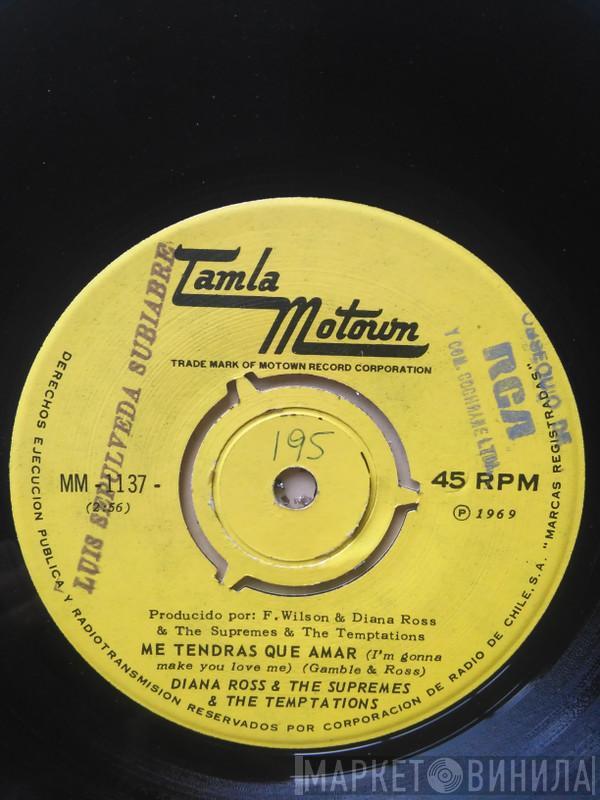 Tamla
Motown
TRADE MARK OF MOTOWN RECORD CORPORATION
LUIS SEPULVEDA SUBIABRE
RCA
Y COM. COCHRANE LTDA
195
MM -1137-
(2:56)
45 RPM
Ⓟ 1969
Producido por: F. Wilson & Diana Ross
& The Supremes & The Temptations
ME TENDRAS QUE AMAR (I'm gonna
make you love me) (Gamble & Ross)
DIANA ROSS & THE SUPREMES
& THE TEMPTATIONS
DERECHOS EJECUCION PUBLICA Y RADIOTRANSMISION RESERVADOS POR CORPORACION DE RADIO DE CHILE, S.A. "MARCAS REGISTRADAS"
МАРКЕТ ВИНИЛА